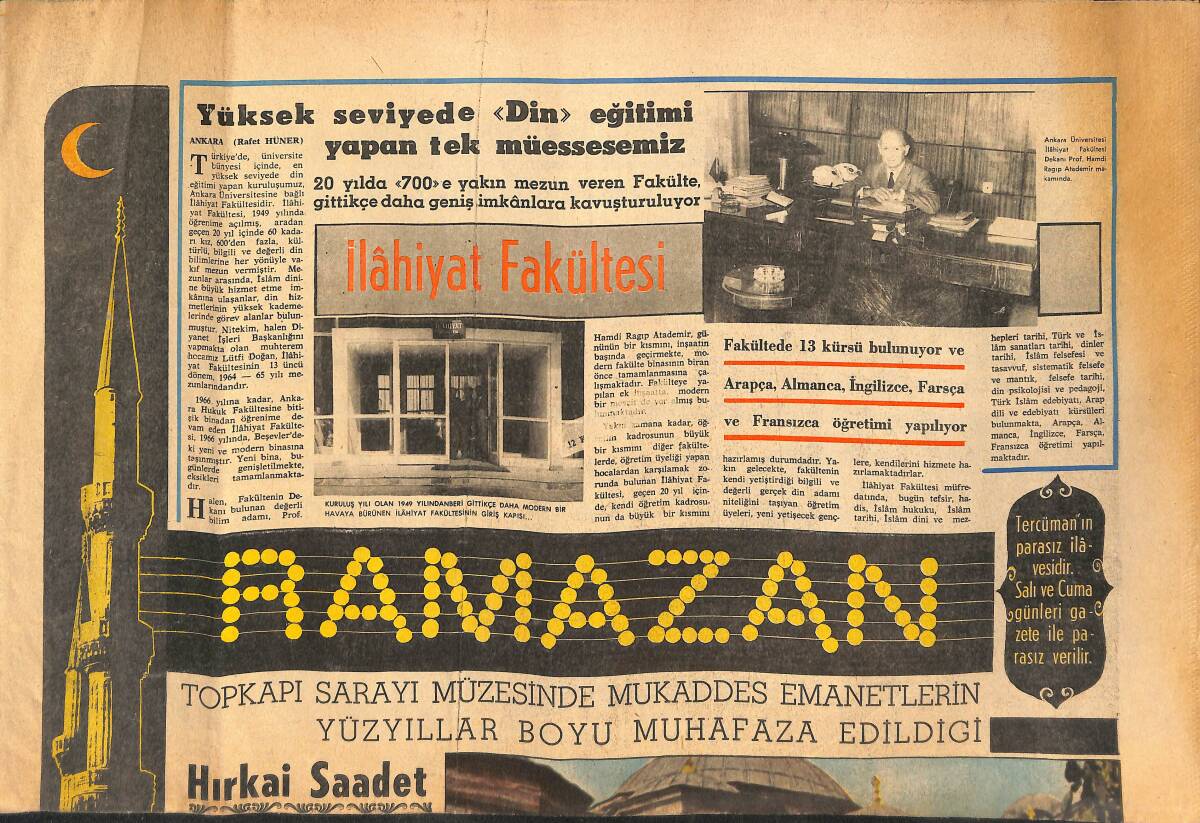 Yüksek seviyede «Din» eğitimi
yapan tek müessesemiz
20 yılda «700» e yakın mezun veren Fakülte,
gittikçe daha geniş imkânlara kavuşturuluyor
İlâhiyat Fakültesi
ANKARA (Rafet HÜNER)
Türkiye'de, üniversite
bünyesi içinde, en
yüksek seviyede din
eğitimi yapan kuruluşumuz,
Ankara Üniversitesine bağlı
İlâhiyat Fakültesidir. İlâhi-
yat Fakültesi, 1949 yılında
öğrenime açılmış, aradan
geçen 20 yıl içinde 60 kada-
rı kız, 600'den fazla, kül-
türlü, bilgili ve değerli din
bilimlerine her yönüyle va-
kıf mezun vermiştir. Me-
zunlar arasında, İslâm dini-
ne büyük hizmet etme im-
kânına ulaşanlar, din hiz-
metlerinin yüksek kademe-
lerinde görev alanlar bulun-
muştur. Nitekim, halen Di-
yanet İşleri Başkanlığını
yapmakta olan muhterem
hocamız Lütfi Doğan, İlâhi-
yat Fakültesinin 13 üncü
dönem, 1964 — 65 yılı me-
zunlarındandır.
1966 yılına kadar, Anka-
ra Hukuk Fakültesine biti-
şik binadan öğrenime de-
vam eden İlâhiyat Fakülte-
si, 1966 yılında, Beşevler'de-
ki yeni ve modern binasına
taşınmıştır. Yeni bina, bu-
günlerde genişletilmekte,
eksikleri tamamlanmakta-
dır.
Halen, Fakültenin De-
kanı bulunan değerli
bilim adamı, Prof.
İLÂHİYAT
KURULUŞ YILI OLAN 1949 YILINDANBERİ GİTTİKÇE DAHA MODERN BİR
HAVAYA BÜRÜNEN İLÂHİYAT FAKÜLTESİNİN GİRİŞ KAPISI...
Hamdi Ragıp Atademir, gü-
nünün bir kısmını, inşaatın
başında geçirmekte, mo-
dern fakülte binasının biran
önce tamamlanmasına ça-
lışmaktadır. Fakülteye ya-
pılan ek inşaatta, modern
bir mescit de yer almış bu-
lunmaktadır.
Yakın zamana kadar, öğ-
retim kadrosunun büyük
bir kısmını diğer fakülte-
lerde, öğretim üyeliği yapan
hocalardan karşılamak zo-
runda bulunan İlâhiyat Fa-
kültesi, geçen 20 yıl için-
de, kendi öğretim kadrosu-
nun da büyük bir kısmını
Ankara Üniversitesi
İlâhiyat Fakültesi
Dekanı Prof. Hamdi
Ragıp Atademir ma-
kamında.
Fakültede 13 kürsü bulunuyor ve
Arapça, Almanca, İngilizce, Farsça
ve Fransızca öğretimi yapılıyor
hazırlamış durumdadır. Ya-
kın gelecekte, fakültenin
kendi yetiştirdiği bilgili ve
değerli gerçek din adamı
niteliğini taşıyan öğretim
üyeleri, yeni yetişecek genç-
lere, kendilerini hizmete ha-
zırlamaktadırlar.
İlâhiyat Fakültesi müfre-
datında, bugün tefsir, ha-
dis, İslâm hukuku, İslâm
tarihi, İslâm dini ve mez-
hepleri tarihi, Türk ve İs-
lâm sanatları tarihi, dinler
tarihi, İslâm felsefesi ve
tasavvuf, sistematik felsefe
ve mantık, felsefe tarihi,
din psikolojisi ve pedagoji,
Türk İslâm edebiyatı, Arap
dili ve edebiyatı kürsüleri
bulunmakta, Arapça, Al-
manca, İngilizce, Farsça,
Fransızca öğretimi yapıl-
maktadır.
RAMAZAN
Tercüman'ın
parasız ilâ-
vesidir.
Salı ve Cuma
günleri ga-
zete ile pa-
rasız verilir.
TOPKAPI SARAYI MÜZESİNDE MUKADDES EMANETLERİN
YÜZYILLAR BOYU MUHAFAZA EDİLDİGİ
Hırkai Saadet